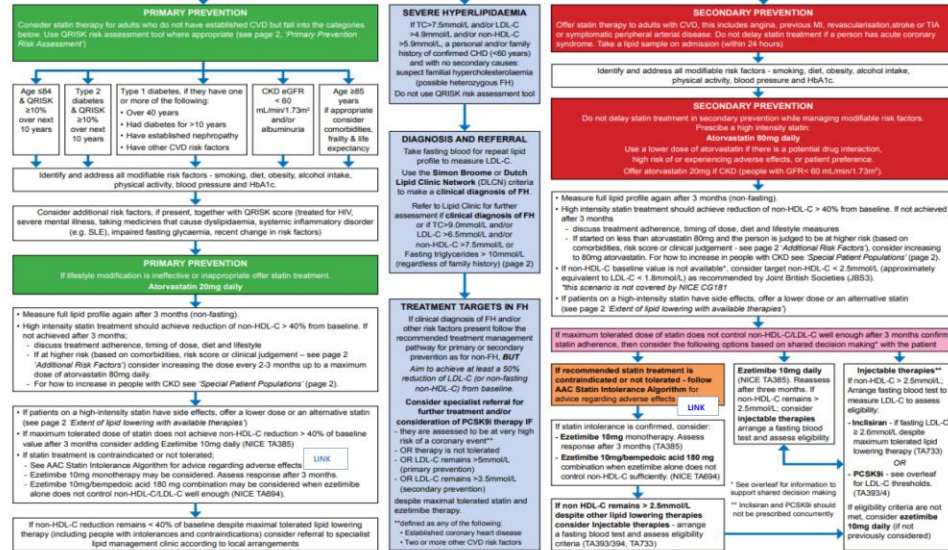 PRIMARY PREVENTION
Consider statin therapy for adults who do not have established CVD but fall into the categories
below. Use QRISK risk assessment tool where appropriate (see page 2, 'Primary Prevention
Risk Assessment')
Age ≤84
& QRISK
≥10%
over next
10 years
Type 2
diabetes
& QRISK
≥10%
over next
10 years
Type 1 diabetes, if they have one
or more of the following:
• Over 40 years
• Had diabetes for >10 years
• Have established nephropathy
• Have other CVD risk factors
CKD eGFR
< 60
mL/min/1.73m²
and/or
albuminuria
Age ≥85
years
if appropriate
consider
comorbidities,
frailty & life
expectancy
Identify and address all modifiable risk factors - smoking, diet, obesity, alcohol intake,
physical activity, blood pressure and HbA1c.
Consider additional risk factors, if present, together with QRISK score (treated for HIV,
severe mental illness, taking medicines that cause dyslipidaemia, systemic inflammatory disorder
(e.g. SLE), impaired fasting glycaemia, recent change in risk factors)
PRIMARY PREVENTION
If lifestyle modification is ineffective or inappropriate offer statin treatment.
Atorvastatin 20mg daily
• Measure full lipid profile again after 3 months (non-fasting).
• High intensity statin treatment should achieve reduction of non-HDL-C > 40% from baseline. If
not achieved after 3 months;
- discuss treatment adherence, timing of dose, diet and lifestyle
- If at higher risk (based on comorbidities, risk score or clinical judgement – see page 2
'Additional Risk Factors') consider increasing the dose every 2-3 months up to a maximum
dose of atorvastatin 80mg daily.
- For how to increase in people with CKD see 'Special Patient Populations' (page 2).
• If patients on a high-intensity statin have side effects, offer a lower dose or an alternative statin
(see page 2 'Extent of lipid lowering with available therapies')
• If maximum tolerated dose of statin does not achieve non-HDL-C reduction > 40% of baseline
value after 3 months consider adding Ezetimibe 10mg daily (NICE TA385)
• If statin treatment is contraindicated or not tolerated;
- See AAC Statin Intolerance Algorithm for advice regarding adverse effects LINK
- Ezetimibe 10mg monotherapy may be considered. Assess response after 3 months.
- Ezetimibe 10mg/bempedoic acid 180 mg combination may be considered when ezetimibe
alone does not control non-HDL-C/LDL-C well enough (NICE TA694)
If non-HDL-C reduction remains < 40% of baseline despite maximal tolerated lipid lowering
therapy (including people with intolerances and contraindications) consider referral to specialist
lipid management clinic according to local arrangements
SEVERE HYPERLIPIDAEMIA
If TC>7.5mmol/L and/or LDL-C
>4.9mmol/L and/or non-HDL-C
>5.9mmol/L, a personal and/or family
history of confirmed CHD (<60 years)
and with no secondary causes:
suspect familial hypercholesterolaemia
(possible heterozygous FH)
Do not use QRISK risk assessment tool
DIAGNOSIS AND REFERRAL
Take fasting blood for repeat lipid
profile to measure LDL-C.
Use the Simon Broome or Dutch
Lipid Clinic Network (DLCN) criteria
to make a clinical diagnosis of FH.
Refer to Lipid Clinic for further
assessment if clinical diagnosis of FH
or if TC>9.0mmol/L and/or
LDL-C >6.5mmol/L and/or
non-HDL-C >7.5mmol/L or
Fasting triglycerides > 10mmol/L
(regardless of family history) (page 2)
TREATMENT TARGETS IN FH
If clinical diagnosis of FH and/or
other risk factors present follow the
recommended treatment management
pathway for primary or secondary
prevention as for non-FH, BUT
Aim to achieve at least a 50%
reduction of LDL-C (or non-fasting
non-HDL-C) from baseline.
Consider specialist referral for
further treatment and/or
consideration of PCSK9i therapy IF
- they are assessed to be at very high
risk of a coronary event**
- OR therapy is not tolerated
- OR LDL-C remains >5mmol/L
(primary prevention)
- OR LDL-C remains >3.5mmol/L
(secondary prevention)
despite maximal tolerated statin and
ezetimibe therapy.
**defined as any of the following:
• Established coronary heart disease
• Two or more other CVD risk factors
SECONDARY PREVENTION
Offer statin therapy to adults with CVD, this includes angina, previous MI, revascularisation,stroke or TIA
or symptomatic peripheral arterial disease. Do not delay statin treatment if a person has acute coronary
syndrome. Take a lipid sample on admission (within 24 hours)
Identify and address all modifiable risk factors - smoking, diet, obesity, alcohol intake,
physical activity, blood pressure and HbA1c.
SECONDARY PREVENTION
Do not delay statin treatment in secondary prevention while managing modifiable risk factors.
Prescibe a high intensity statin:
Atorvastatin 80mg daily
Use a lower dose of atorvastatin if there is a potential drug interaction,
high risk of or experiencing adverse effects, or patient preference.
Offer atorvastatin 20mg if CKD (people with GFR< 60 mL/min/1.73m²).
• Measure full lipid profile again after 3 months (non-fasting).
• High intensity statin treatment should achieve reduction of non-HDL-C > 40% from baseline. If not achieved
after 3 months
- discuss treatment adherence, timing of dose, diet and lifestyle measures
- If started on less than atorvastatin 80mg and the person is judged to be at higher risk (based on
comorbidities, risk score or clinical judgement - see page 2 'Additional Risk Factors'), consider increasing
to 80mg atorvastatin. For how to increase in people with CKD see 'Special Patient Populations' (page 2).
• If non-HDL-C baseline value is not available*, consider target non-HDL-C < 2.5mmol/L (approximately
equivalent to LDL-C < 1.8mmol/L) as recommended by Joint British Societies (JBS3).
*this scenario is not covered by NICE CG181
• If patients on a high-intensity statin have side effects, offer a lower dose or an alternative statin
(see page 2 'Extent of lipid lowering with available therapies')
If maximum tolerated dose of statin does not control non-HDL-C/LDL-C well enough after 3 months confirm
statin adherence, then consider the following options based on shared decision making* with the patient
If recommended statin treatment is
contraindicated or not tolerated - follow
AAC Statin Intolerance Algorithm for
advice regarding adverse effects LINK
If statin intolerance is confirmed, consider:
- Ezetimibe 10mg monotherapy. Assess
response after 3 months (TA385)
- Ezetimibe 10mg/bempedoic acid 180 mg
combination when ezetimibe alone does not
control non-HDL-C sufficiently. (NICE TA694)
If non HDL-C remains > 2.5mmol/L
despite other lipid lowering therapies
consider Injectable therapies - arrange
a fasting blood test and assess eligibility
criteria (TA393/394, TA733)
Ezetimibe 10mg daily
(NICE TA385). Reassess
after three months. If
non-HDL-C remains >
2.5mmol/L; consider
injectable therapies
arrange a fasting blood
test and assess eligibility
* See overleaf for information to
support shared decision making
** Inclisiran and PCSK9i should
not be prescribed concurrently
Injectable therapies**
If non-HDL-C > 2.5mmol/L;
Arrange fasting blood test to
measure LDL-C to assess
eligibility:
- Inclisiran - if fasting LDL-C
≥ 2.6mmol/L despite
maximum tolerated lipid
lowering therapy (TA733)
OR
- PCSK9i - see overleaf
for LDL-C thresholds.
(TA393/4)
If eligibility criteria are not
met, consider ezetimibe
10mg daily (if not
previously considered)